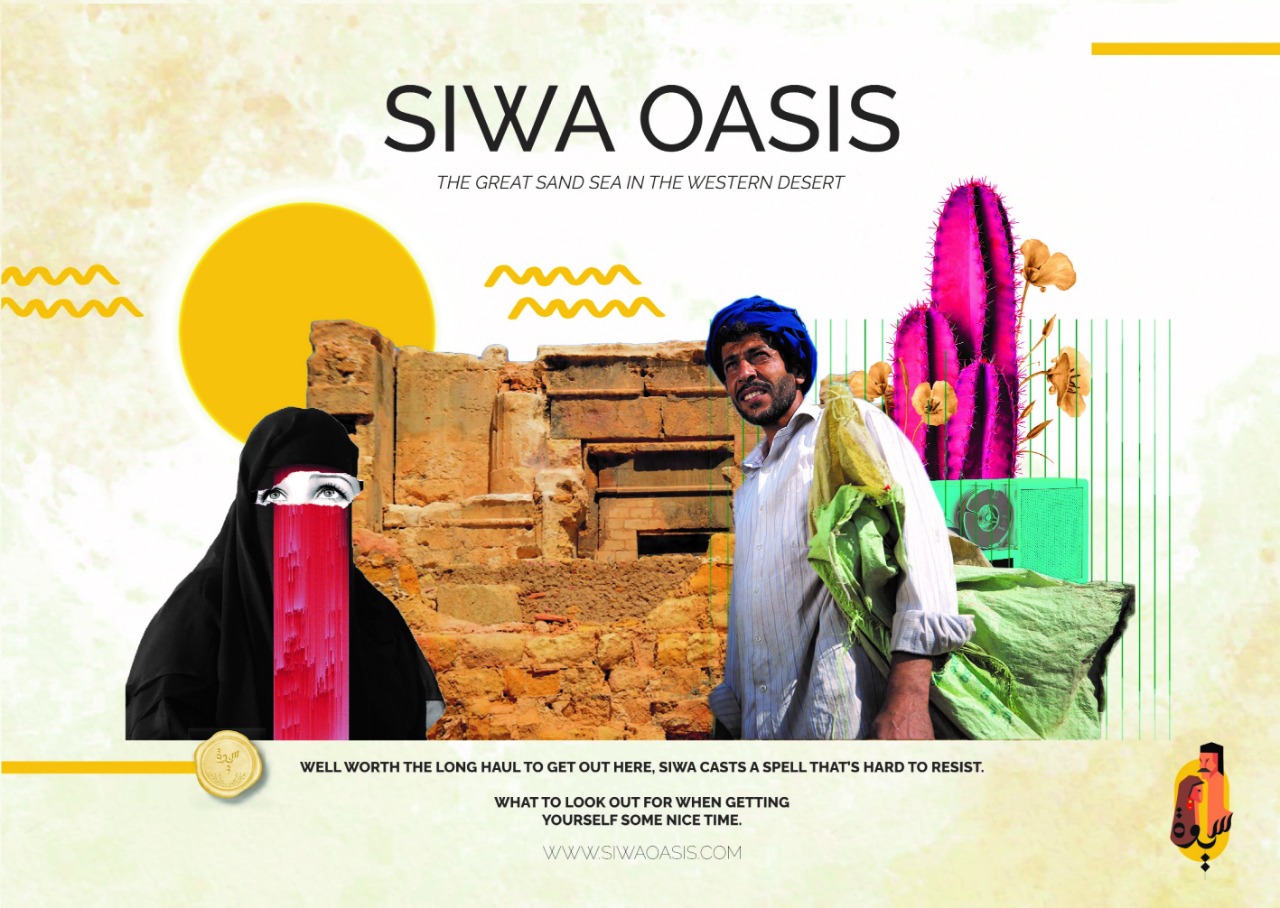 SIWA OASIS
THE GREAT SAND SEA IN THE WESTERN DESERT
WELL WORTH THE LONG HAUL TO GET OUT HERE, SIWA CASTS A SPELL THAT'S HARD TO RESIST.
WHAT TO LOOK OUT FOR WHEN GETTING
YOURSELF SOME NICE TIME.
WWW.SIWAOASIS.COM
سيوة
سيوة